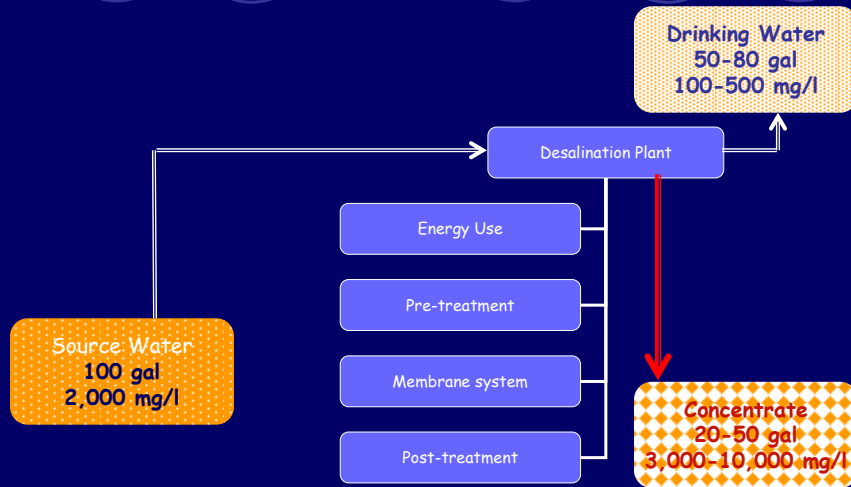 Drinking Water
50-80 gal
100-500 mg/l
Desalination Plant
Energy Use
Pre-treatment
Source Water
100 gal
2,000 mg/l
Membrane system
Concentrate
20-50 gal
3,000-10,000 mg/l
Post-treatment